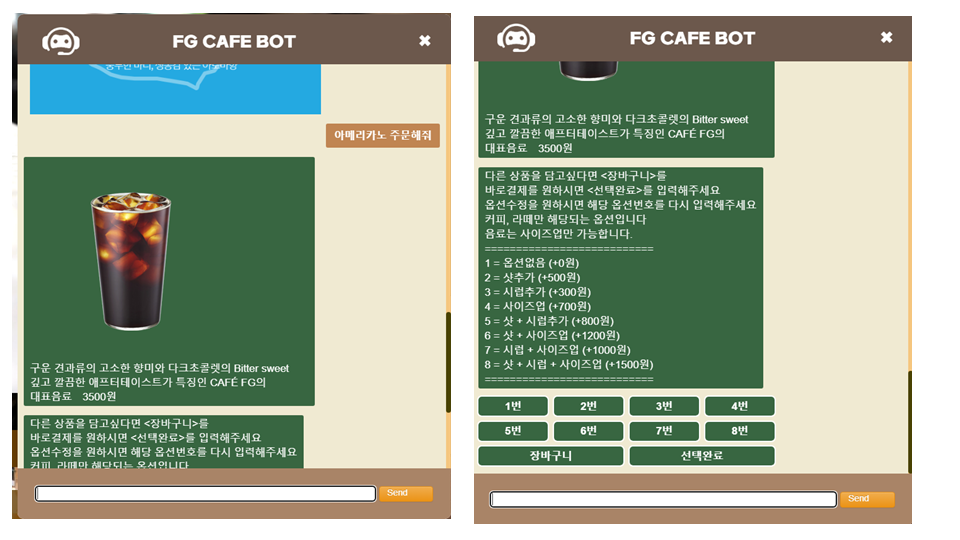 FG CAFE BOT
✖
아메리카노 주문해줘
구운 견과류의 고소한 향미와 다크초콜렛의 Bitter sweet
깊고 깔끔한 애프터테이스트가 특징인 CAFÉ FG의
대표음료 3500원
다른 상품을 담고싶다면 <장바구니>를
바로결제를 원하시면 <선택완료>를 입력해주세요
옵션수정을 원하시면 해당 옵션번호를 다시 입력해주세요
커피, 라떼만 해당되는 옵션입니다
Send
FG CAFE BOT
✖
구운 견과류의 고소한 향미와 다크초콜렛의 Bitter sweet
깊고 깔끔한 애프터테이스트가 특징인 CAFÉ FG의
대표음료 3500원
다른 상품을 담고싶다면 <장바구니>를
바로결제를 원하시면 <선택완료>를 입력해주세요
옵션수정을 원하시면 해당 옵션번호를 다시 입력해주세요
커피, 라떼만 해당되는 옵션입니다
음료는 사이즈업만 가능합니다.
===========================
1 = 옵션없음 (+0원)
2 = 샷추가 (+500원)
3 = 시럽추가 (+300원)
4 = 사이즈업 (+700원)
5 = 샷 + 시럽추가 (+800원)
6 = 샷 + 사이즈업 (+1200원)
7 = 시럽 + 사이즈업 (+1000원)
8 = 샷 + 시럽 + 사이즈업 (+1500원)
===========================
1번 2번 3번 4번
5번 6번 7번 8번
장바구니 선택완료
Send